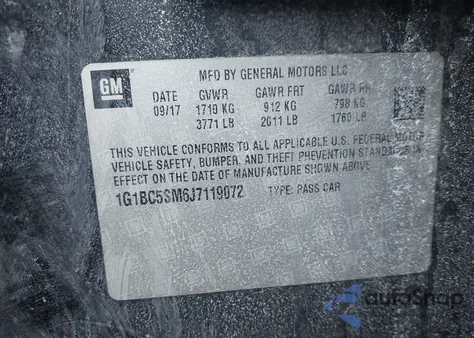 GM
MFD BY GENERAL MOTORS LLC
DATE GVWR GAWR FRT GAWR RR
09/17 1710 KG 912 KG 798 KG
3771 LB 2011 LB 1760 LB
THIS VEHICLE CONFORMS TO ALL APPLICABLE U.S. FEDERAL MOTOR
VEHICLE SAFETY, BUMPER, AND THEFT PREVENTION STANDARDS IN
EFFECT ON THE DATE OF MANUFACTURE SHOWN ABOVE.
1G1BC5SM6J7119972 TYPE: PASS CAR
autoSnap